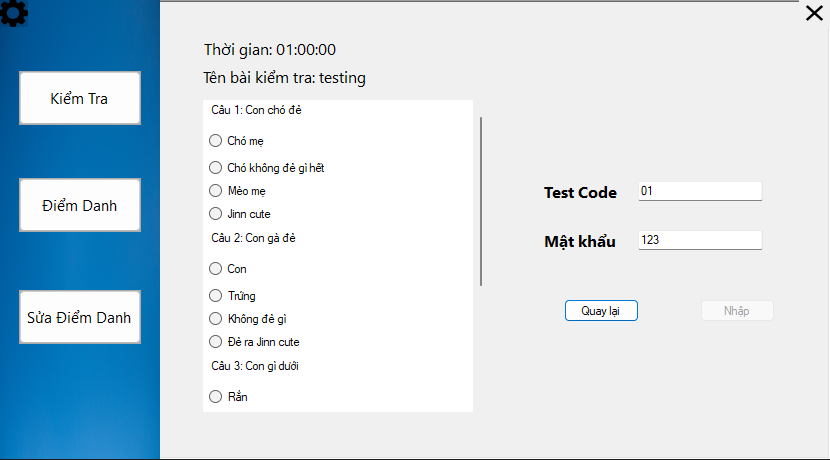 Kiểm Tra
Điểm Danh
Sửa Điểm Danh
Thời gian: 01:00:00
Tên bài kiểm tra: testing
Câu 1: Con chó đẻ
Chó mẹ
Chó không đẻ gì hết
Mèo mẹ
Jinn cute
Câu 2: Con gà đẻ
Con
Trứng
Không đẻ gì
Đẻ ra Jinn cute
Câu 3: Con gì dưới
Rắn
Test Code 01
Mật khẩu 123
Quay lại Nhập